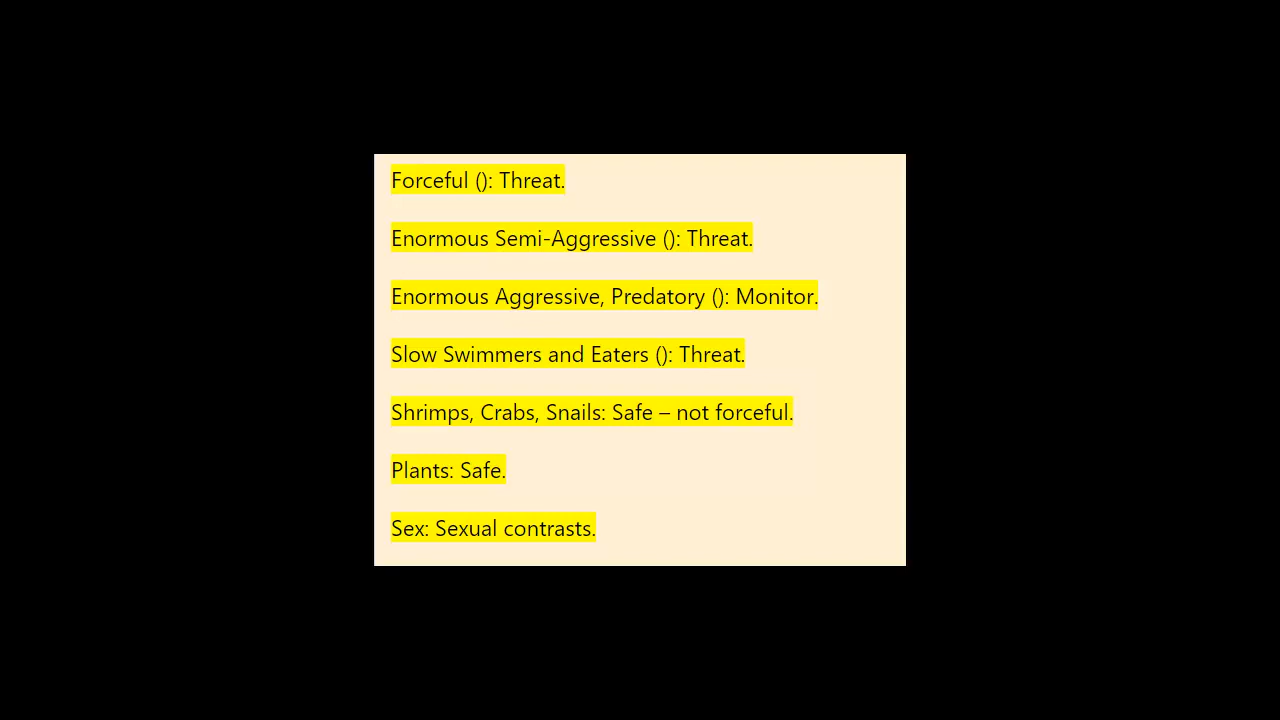 Forceful (): Threat.
Enormous Semi-Aggressive (): Threat.
Enormous Aggressive, Predatory (): Monitor.
Slow Swimmers and Eaters (): Threat.
Shrimps, Crabs, Snails: Safe – not forceful.
Plants: Safe.
Sex: Sexual contrasts.